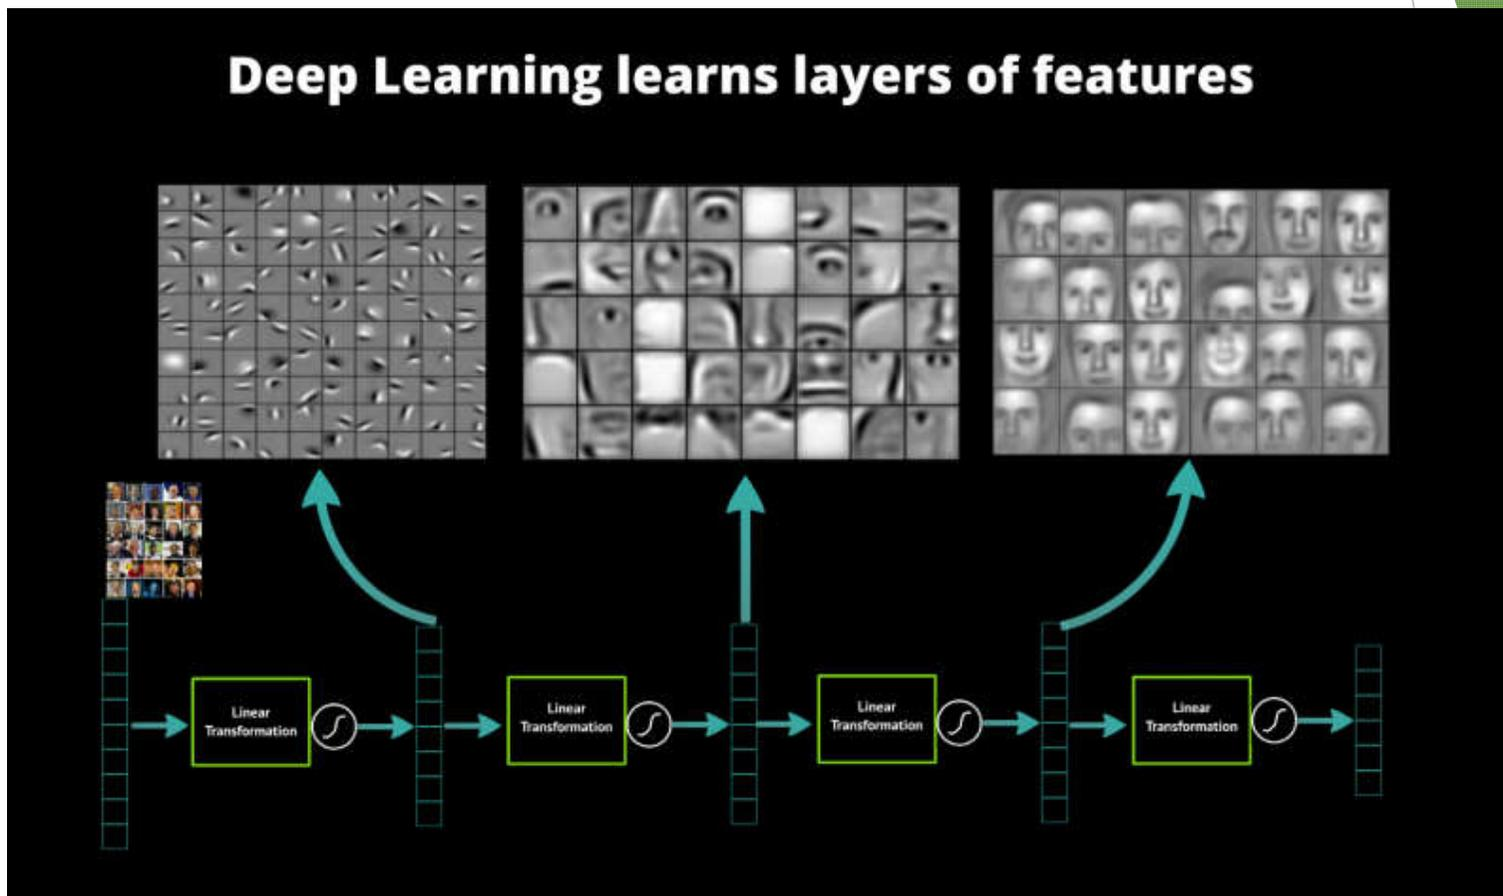 Deep Learning learns layers of features
Linear
Transformation
Linear
Transformation
Linear
Transformation
Linear
Transformation